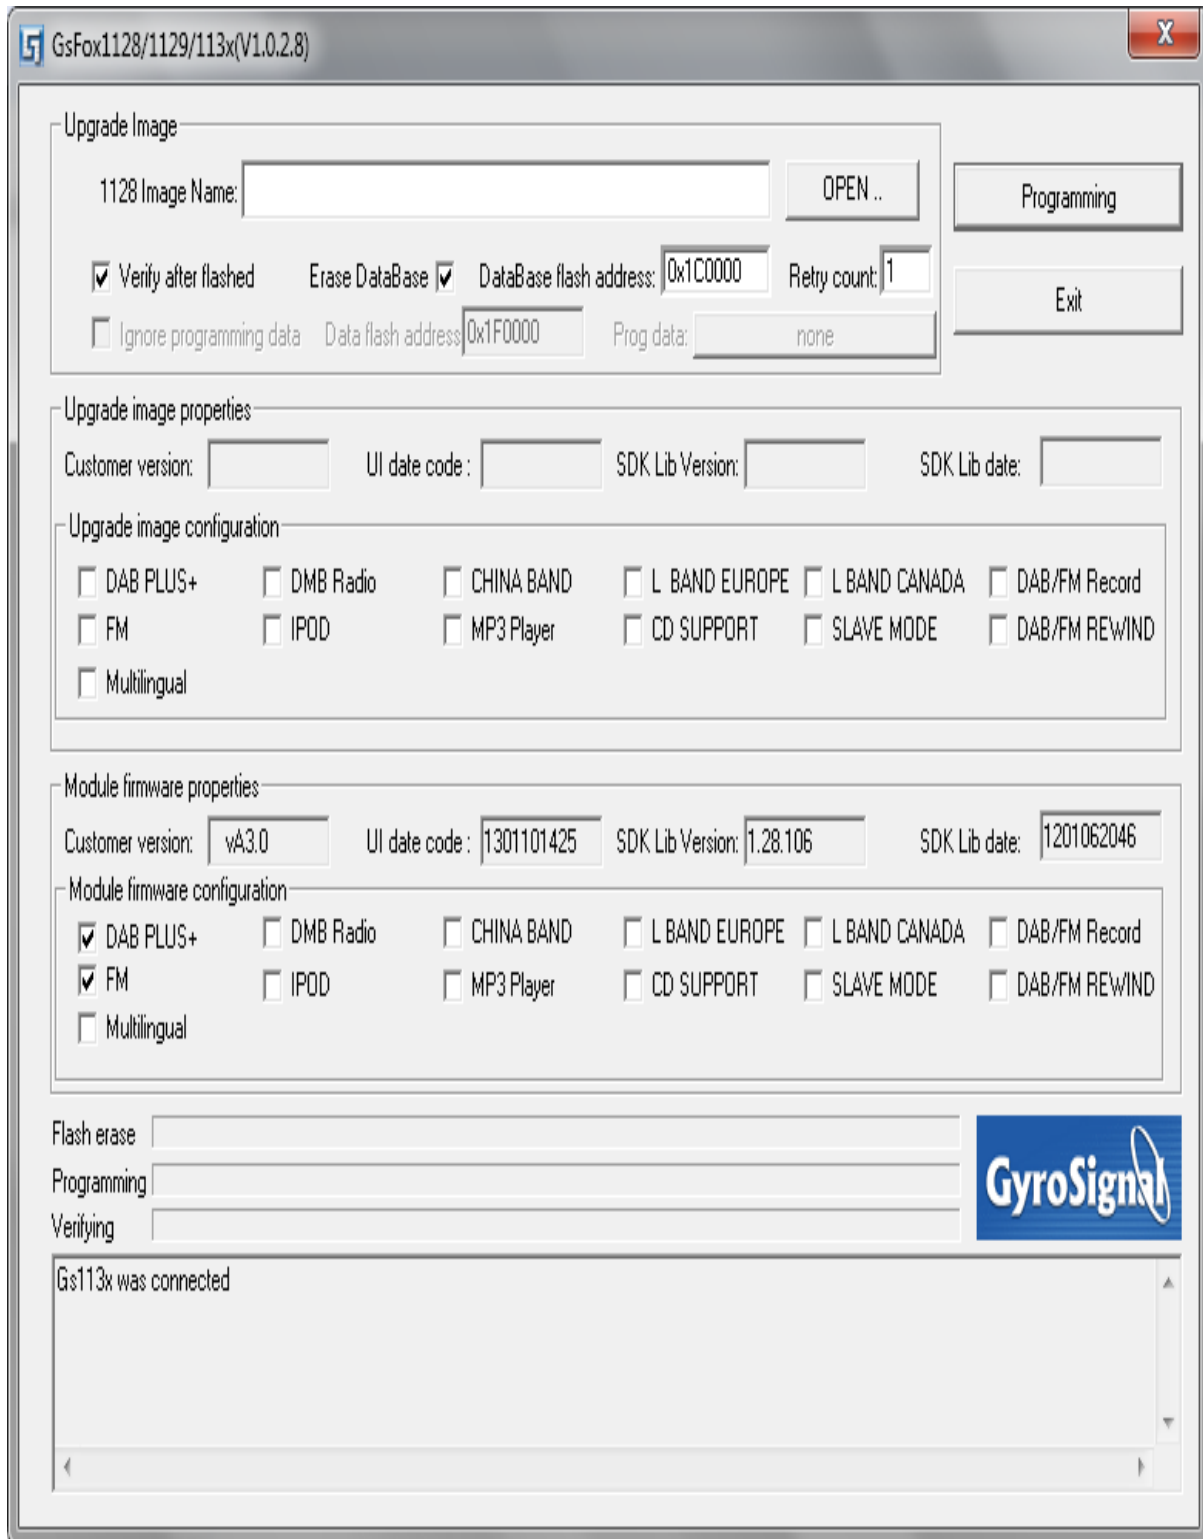 GsFox1128/1129/113x(V1.0.2.8)
X
Upgrade Image
1128 Image Name:
OPEN ..
Programming
Verify after flashed
Erase DataBase
DataBase flash address:
0x1C0000
Retry count:
1
Exit
Ignore programming data
Data flash address
0x1F0000
Prog data:
none
Upgrade image properties
Customer version:
UI date code :
SDK Lib Version:
SDK Lib date:
Upgrade image configuration
DAB PLUS+
DMB Radio
CHINA BAND
L BAND EUROPE
L BAND CANADA
DAB/FM Record
FM
IPOD
MP3 Player
CD SUPPORT
SLAVE MODE
DAB/FM REWIND
Multilingual
Module firmware properties
Customer version:
vA3.0
UI date code :
1301101425
SDK Lib Version:
1.28.106
SDK Lib date:
1201062046
Module firmware configuration
DAB PLUS+
DMB Radio
CHINA BAND
L BAND EUROPE
L BAND CANADA
DAB/FM Record
FM
IPOD
MP3 Player
CD SUPPORT
SLAVE MODE
DAB/FM REWIND
Multilingual
Flash erase
Programming
Verifying
GyroSignal
Gs113x was connected